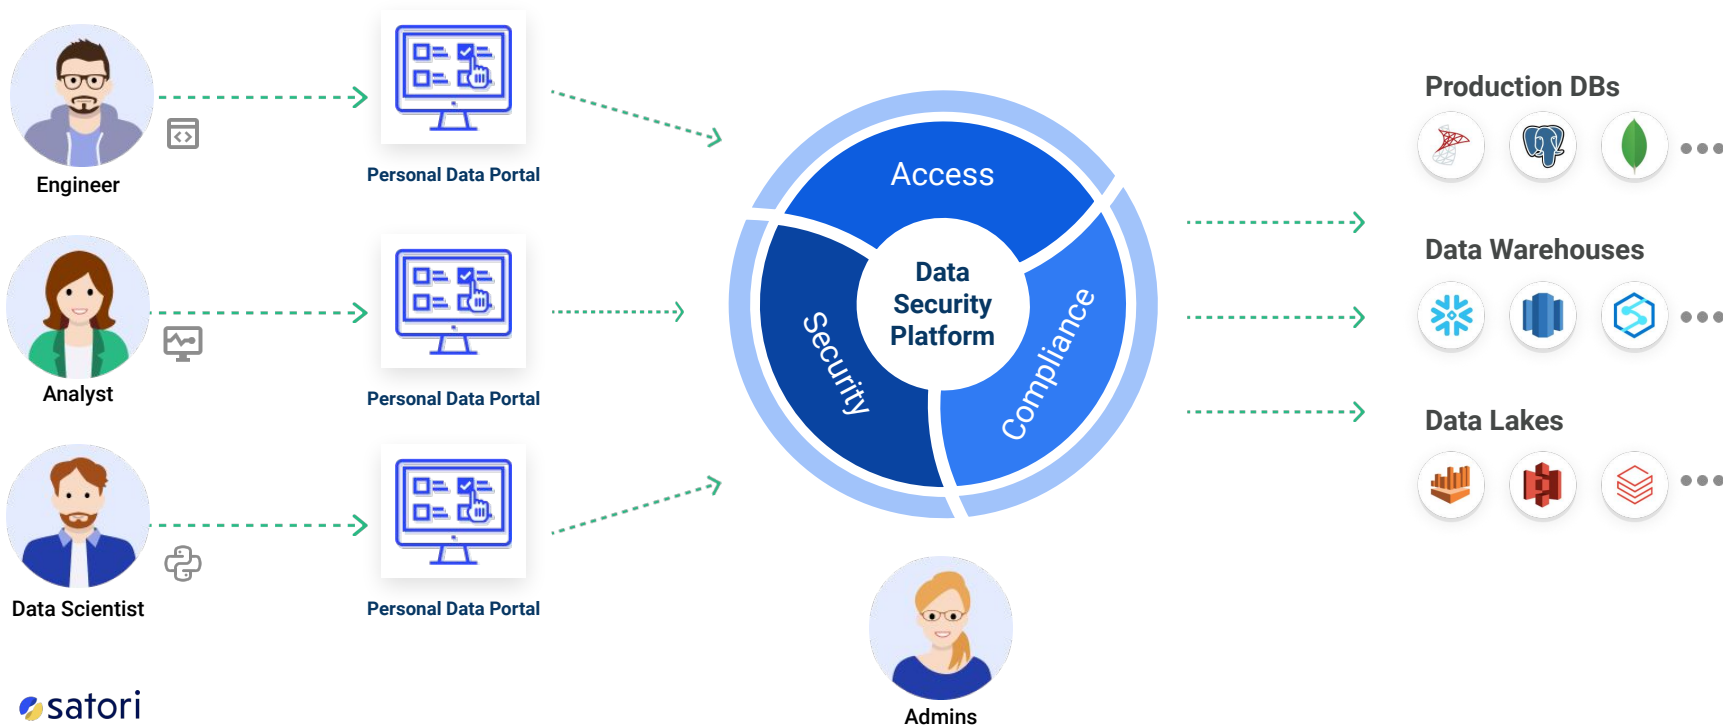 Engineer
Personal Data Portal
Analyst
Personal Data Portal
Data Scientist
Personal Data Portal
Access
Security
Compliance
Data
Security
Platform
Admins
Production DBs
Data Warehouses
Data Lakes
satori